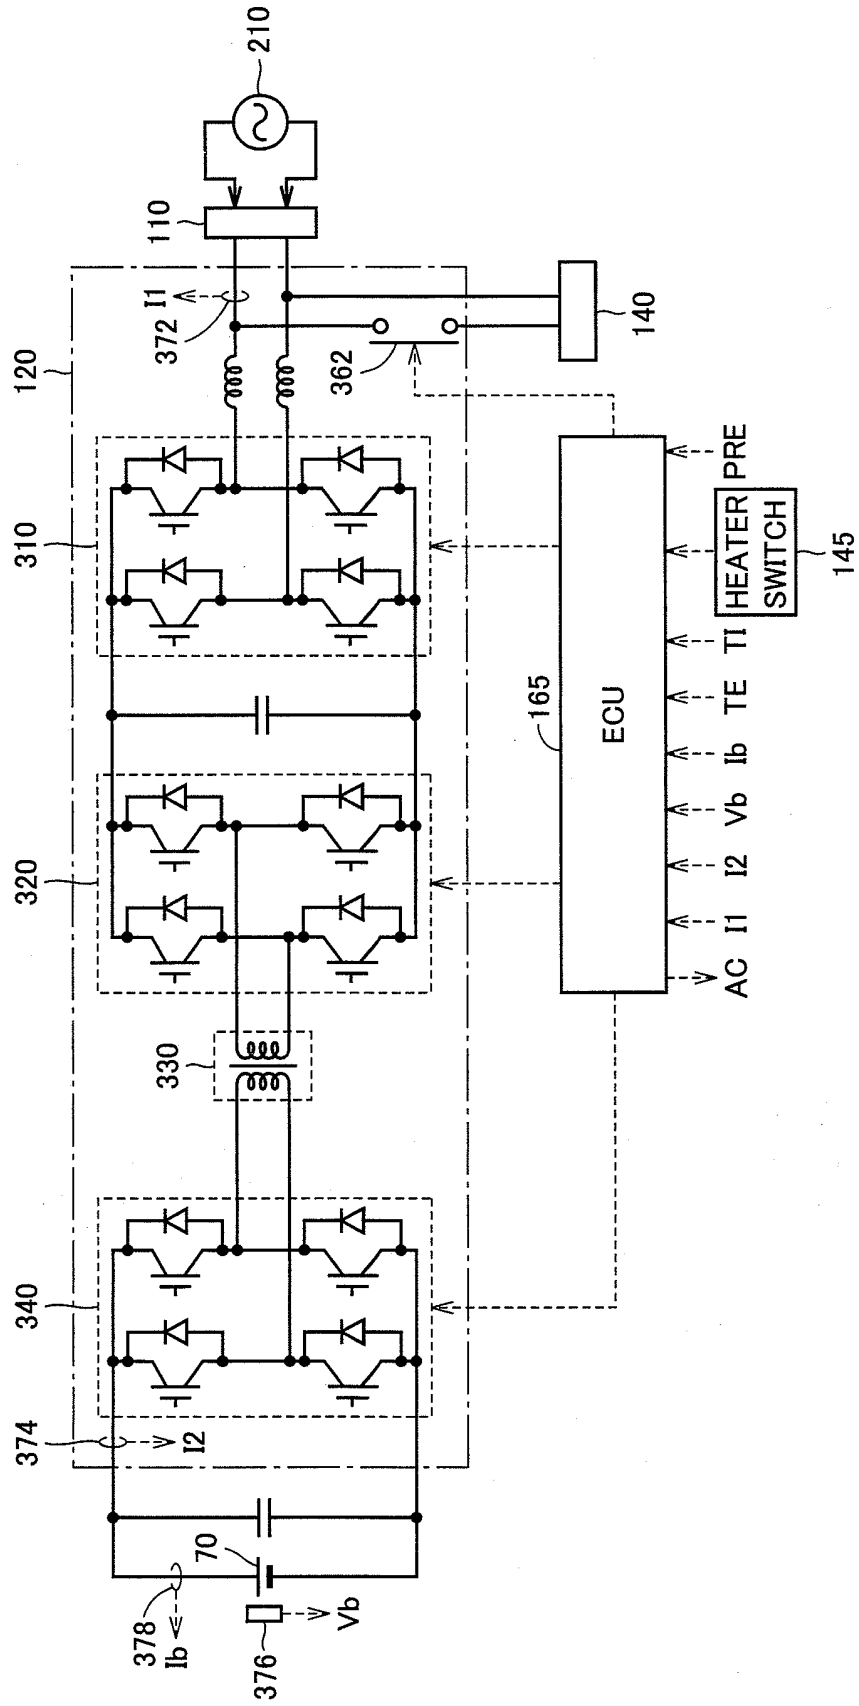 210
110
I1
372
120
362
140
310
320
330
340
374
I2
70
378
Ib
376
Vb
165
ECU
PRE
HEATER
SWITCH
145
TI
TE
Ib
Vb
I2
I1
AC